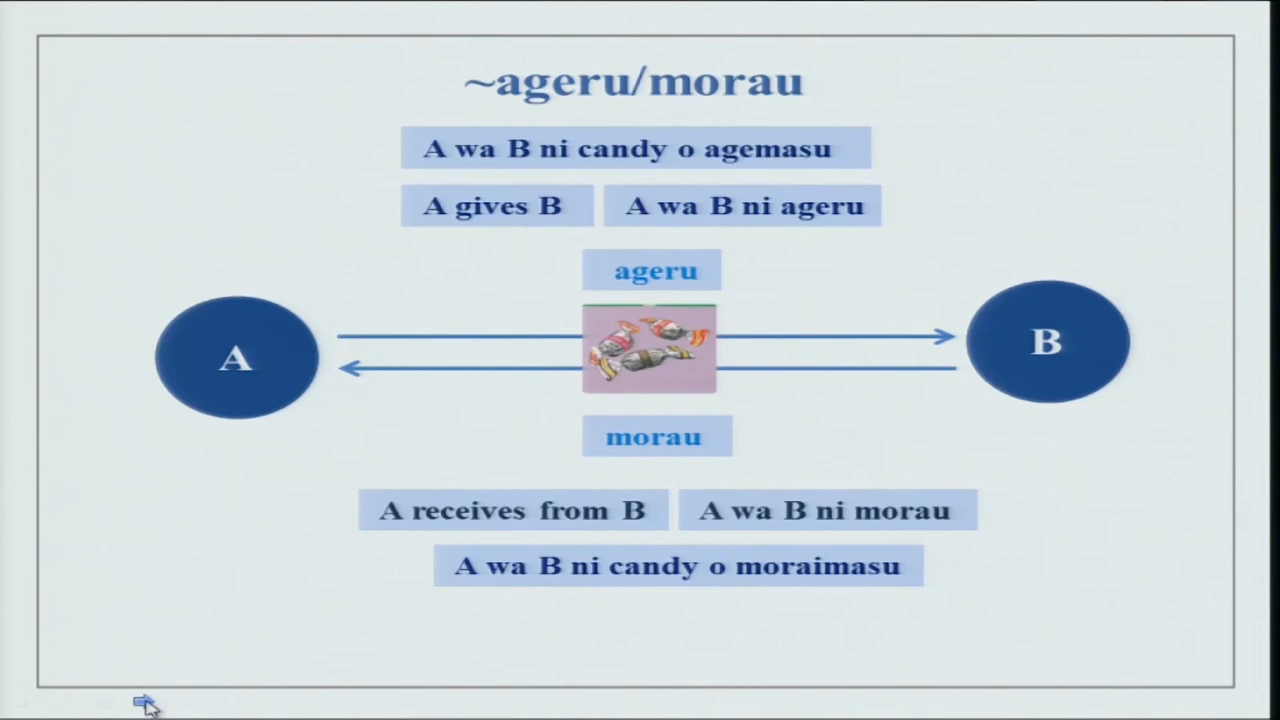 ~ageru/morau
A wa B ni candy o agemasu
A gives B
A wa B ni ageru
ageru
A
B
morau
A receives from B
A wa B ni morau
A wa B ni candy o moraimasu